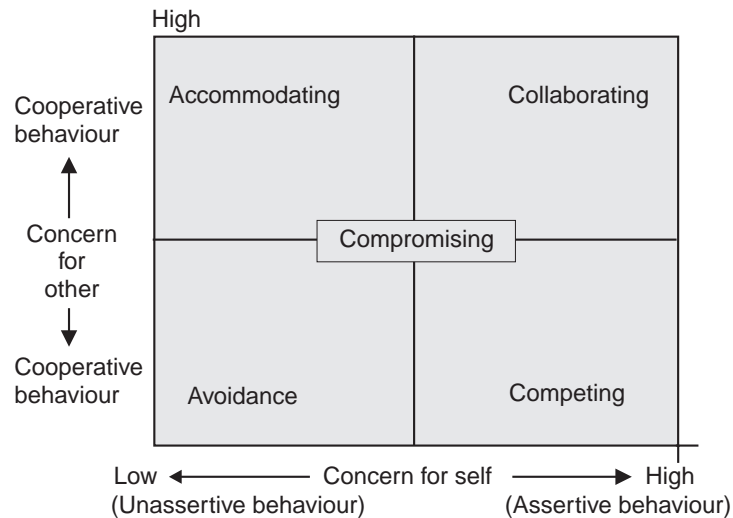 High
Accommodating
Collaborating
Cooperative
behaviour
Concern
for
other
Compromising
Cooperative
behaviour
Avoidance
Competing
Low
Concern for self
High
(Unassertive behaviour)
(Assertive behaviour)